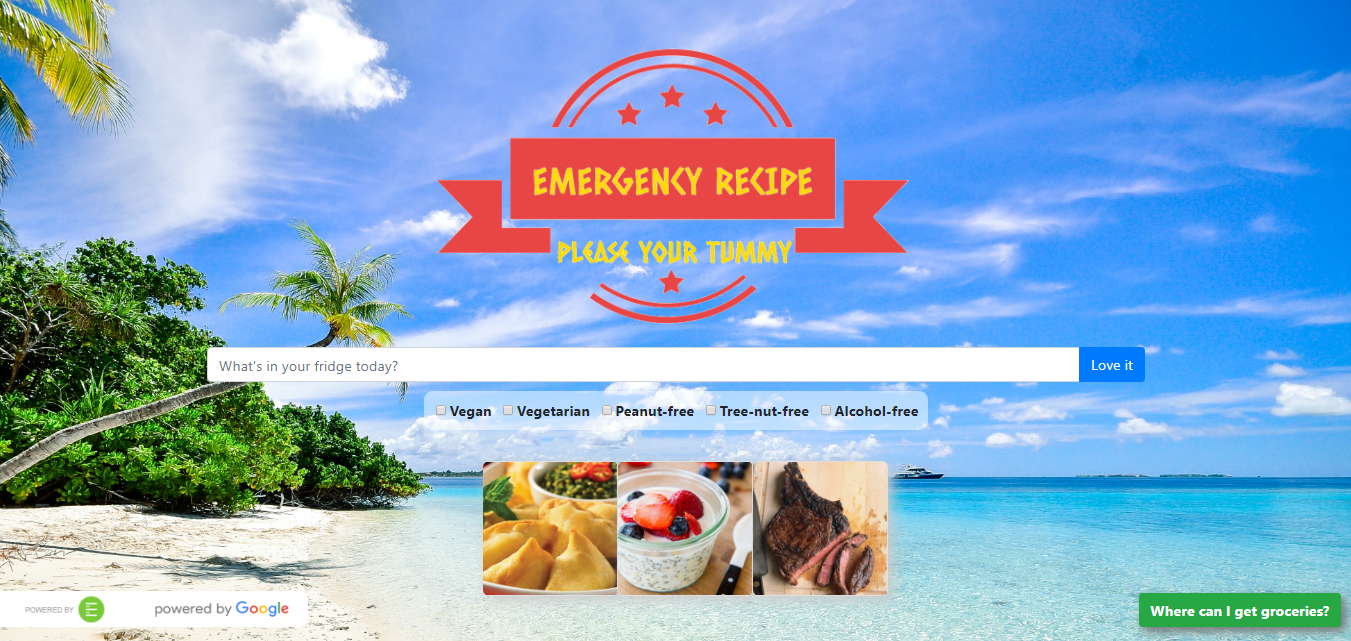 EMERGENCY RECIPE
PLEASE YOUR TUMMY
What's in your fridge today?
Love it
Vegan Vegetarian Peanut-free Tree-nut-free Alcohol-free
POWERED BY
powered by Google
Where can I get groceries?